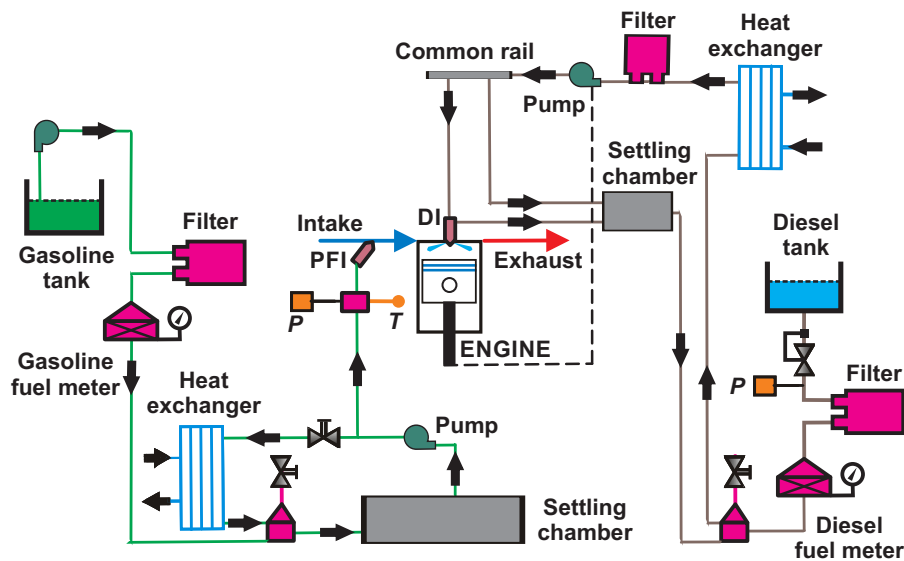 Filter
Heat
exchanger
Common rail
Pump
Settling
chamber
Filter
Intake
DI
PFI
Exhaust
Gasoline
tank
Diesel
tank
P
T
ENGINE
Gasoline
fuel meter
Heat
exchanger
Pump
P
Filter
Settling
chamber
Diesel
fuel meter